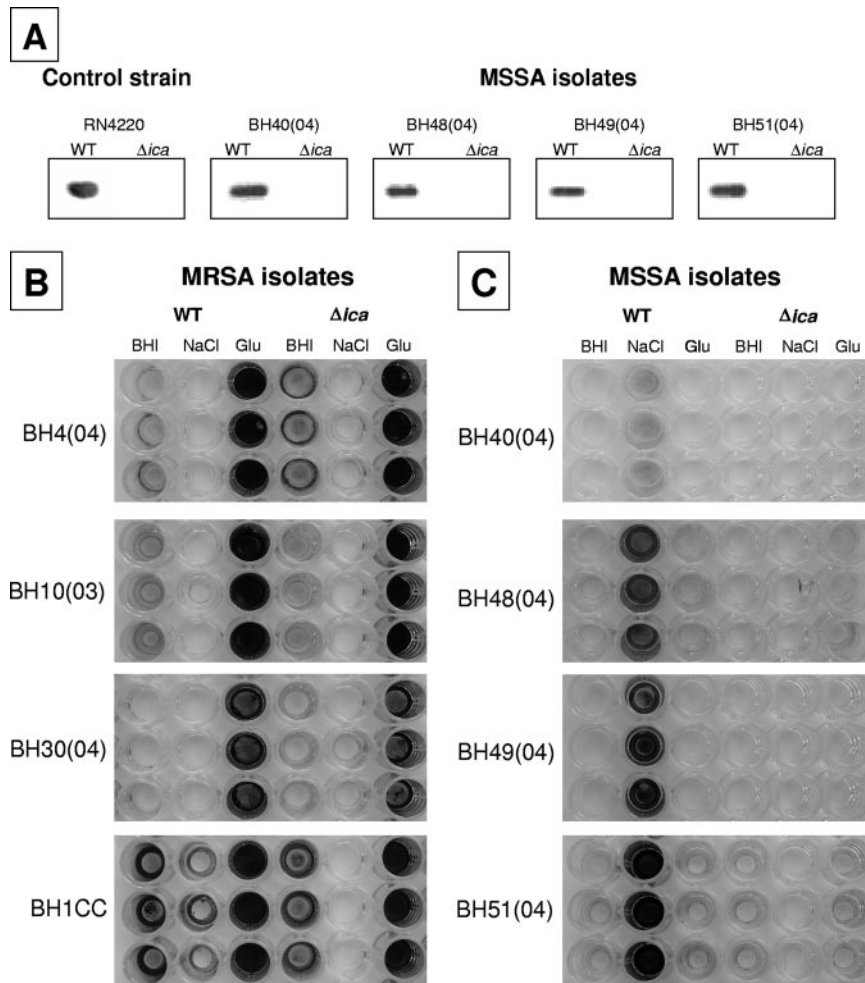 A
Control strain MSSA isolates
RN4220 BH40(04) BH48(04) BH49(04) BH51(04)
WT Δica WT Δica WT Δica WT Δica WT Δica
B MRSA isolates
WT Δica
BHI NaCl Glu BHI NaCl Glu
BH4(04)
BH10(03)
BH30(04)
BH1CC
C MSSA isolates
WT Δica
BHI NaCl Glu BHI NaCl Glu
BH40(04)
BH48(04)
BH49(04)
BH51(04)